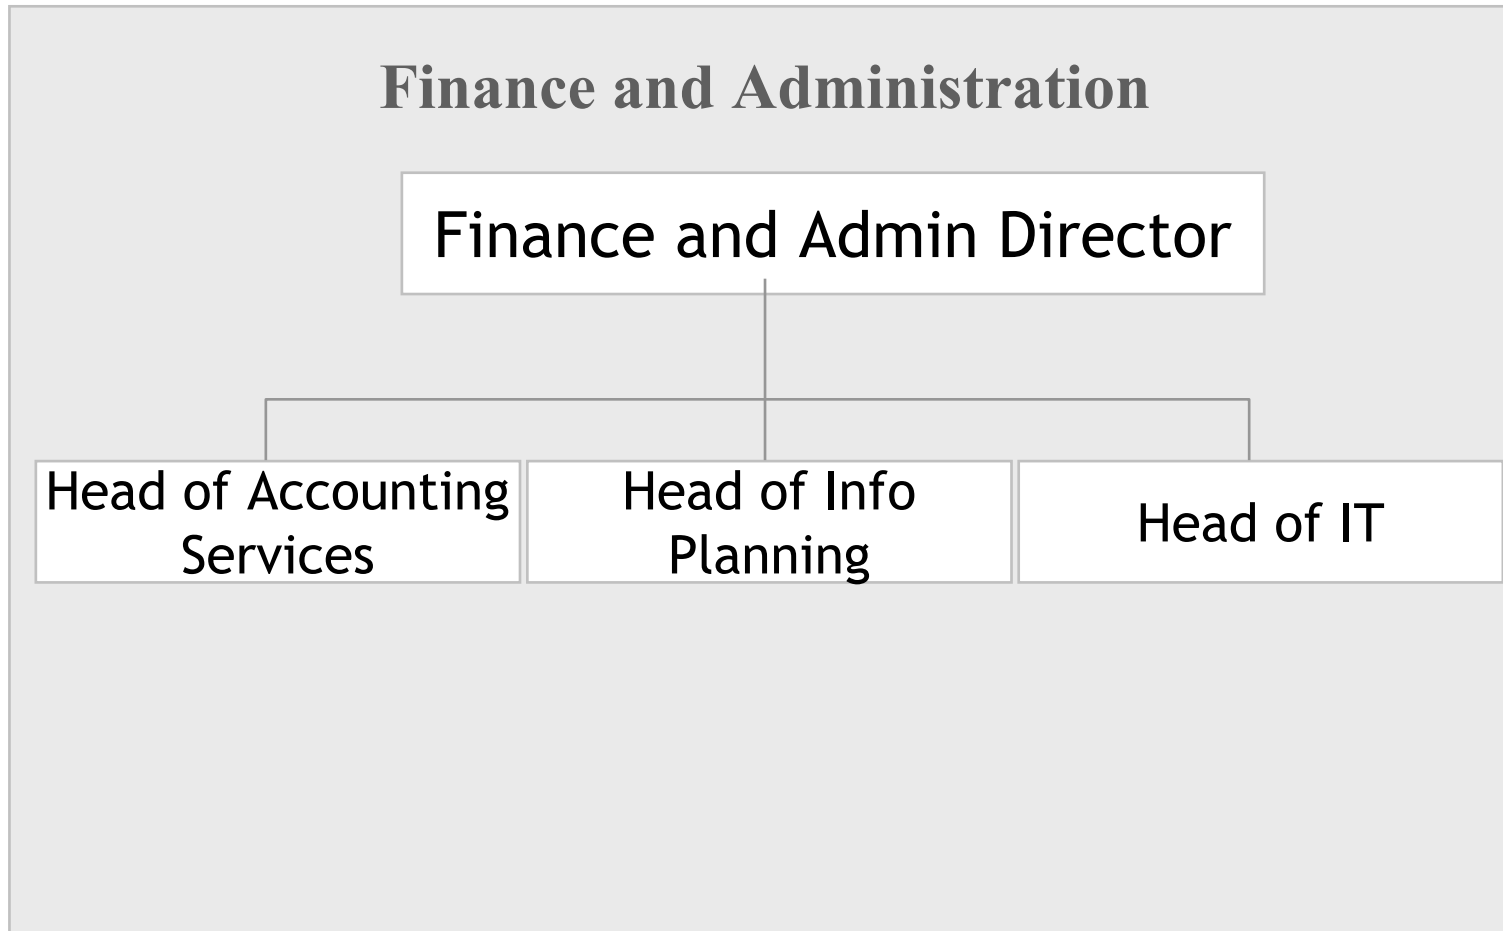 Finance and Administration
Finance and Admin Director
Head of Accounting
Services
Head of Info
Planning
Head of IT